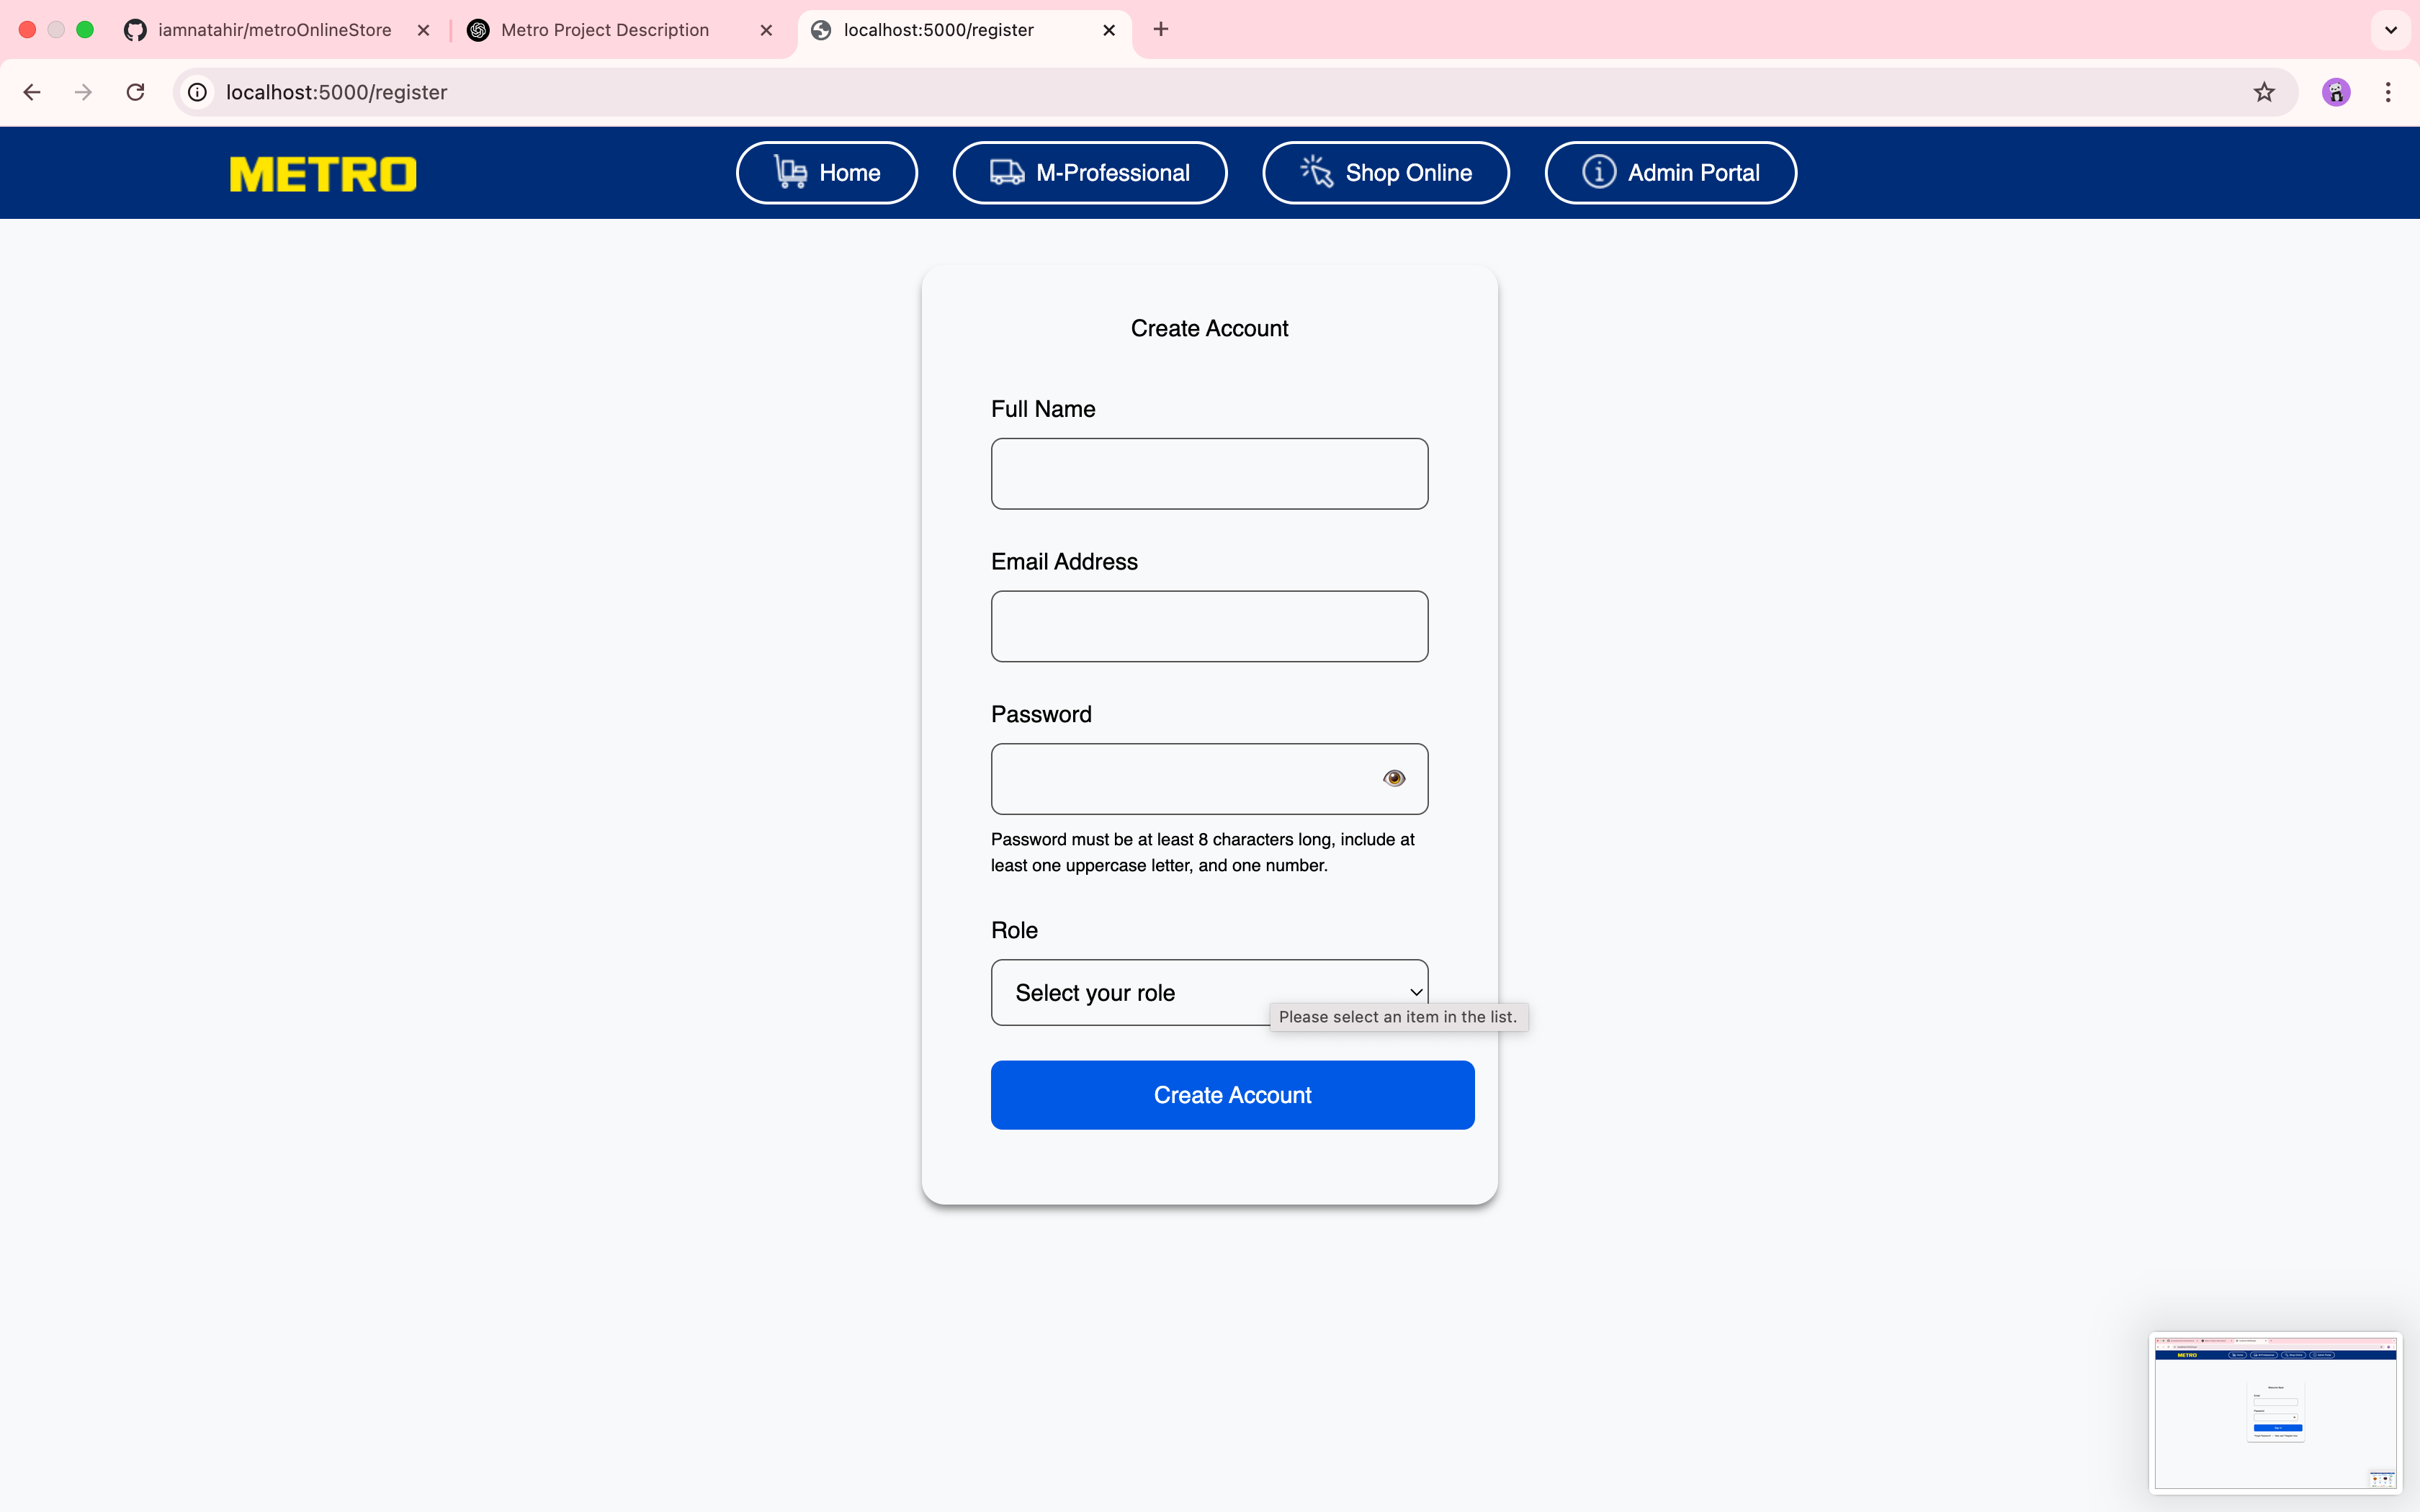 iamnatahir/metroOnlineStore
Metro Project Description
localhost:5000/register
localhost:5000/register
METRO
Home
M-Professional
Shop Online
Admin Portal
Create Account
Full Name
Email Address
Password
Password must be at least 8 characters long, include at
least one uppercase letter, and one number.
Role
Select your role
Please select an item in the list.
Create Account
METRO